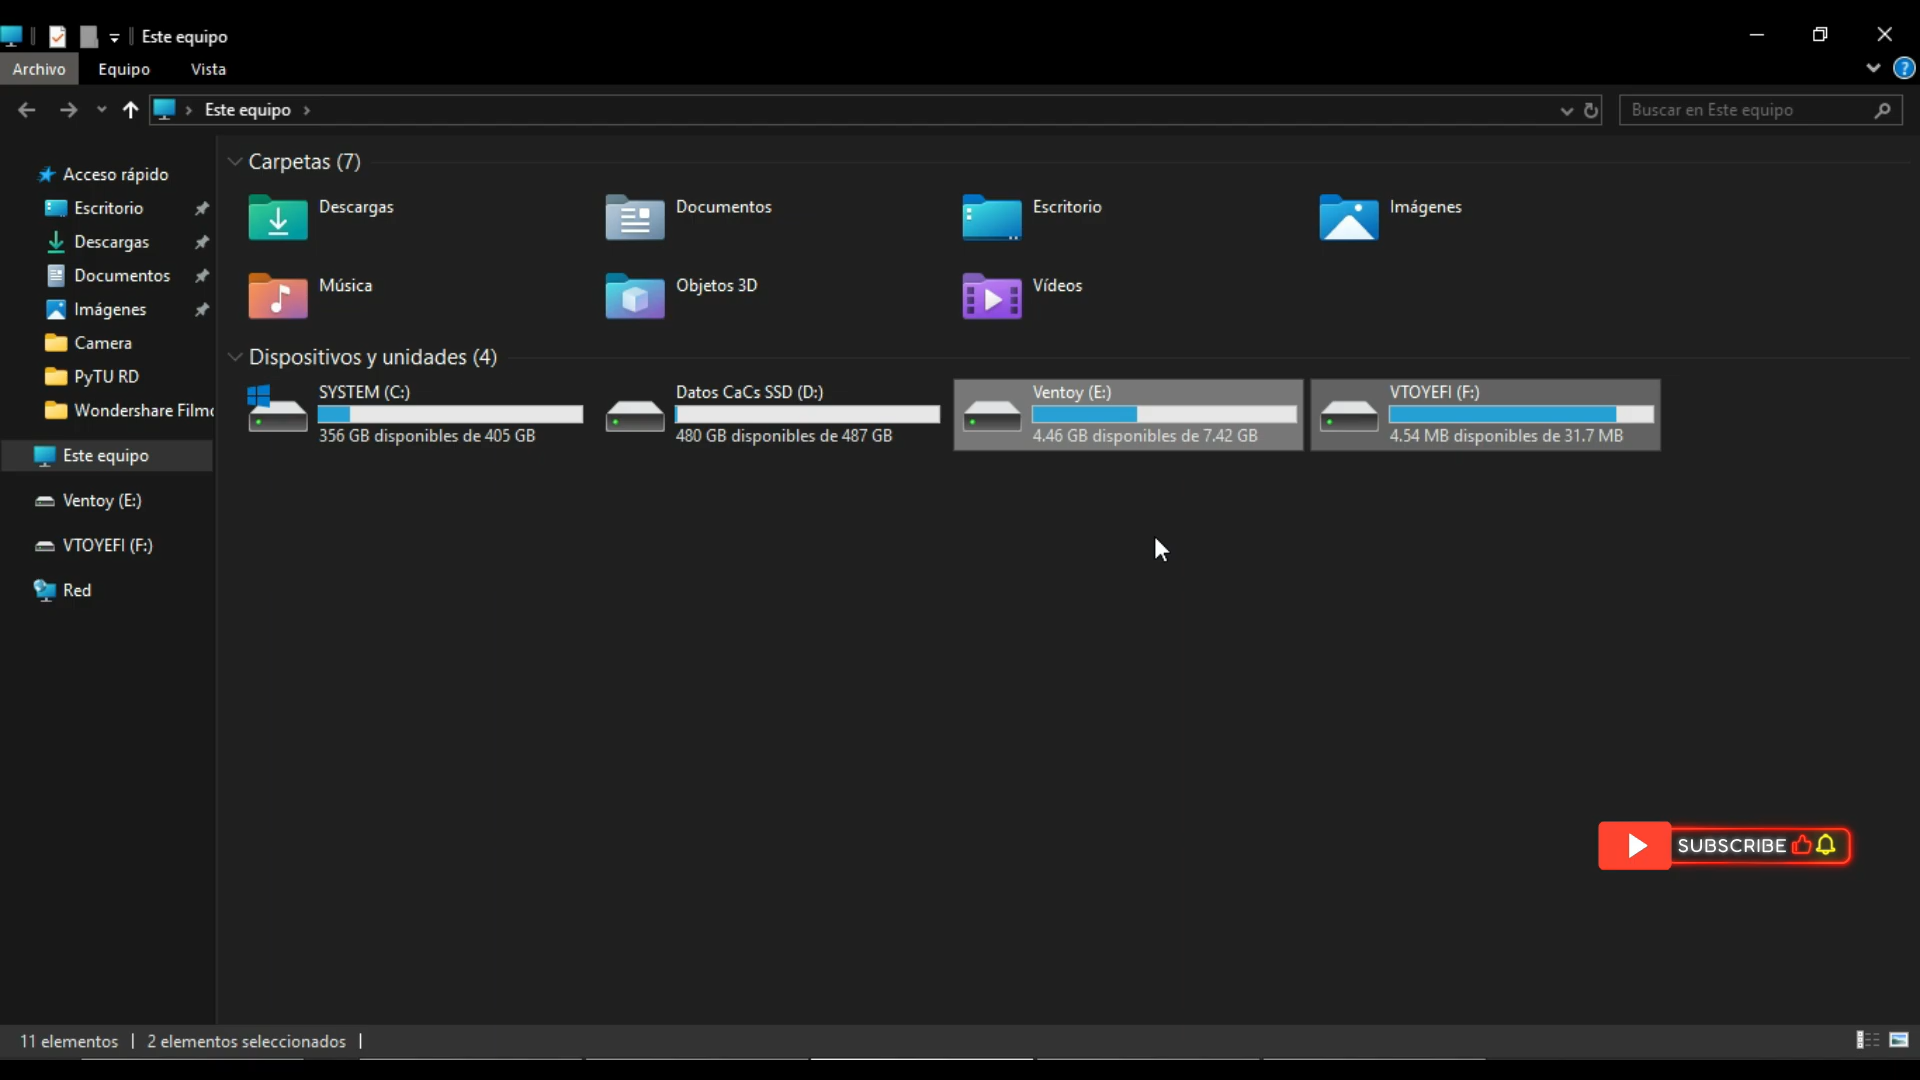 Este equipo
Archivo Equipo Vista
Este equipo
Buscar en Este equipo
Acceso rápido
Escritorio
Descargas
Documentos
Imágenes
Camera
PyTU RD
Wondershare Filmo
Este equipo
Ventoy (E:)
VTOYEFI (F:)
Red
Carpetas (7)
Descargas
Documentos
Escritorio
Imágenes
Música
Objetos 3D
Vídeos
Dispositivos y unidades (4)
SYSTEM (C:)
356 GB disponibles de 405 GB
Datos CaCs SSD (D:)
480 GB disponibles de 487 GB
Ventoy (E:)
4.46 GB disponibles de 7.42 GB
VTOYEFI (F:)
4.54 MB disponibles de 31.7 MB
SUBSCRIBE
11 elementos
2 elementos seleccionados